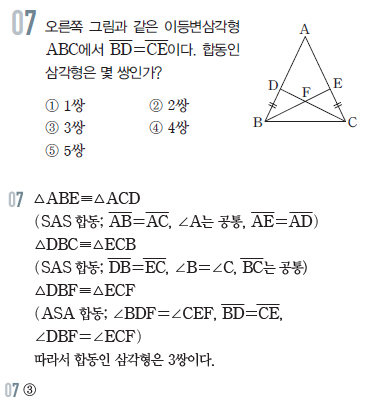 07 오른쪽 그림과 같은 이등변삼각형
ABC에서 BD=CE이다. 합동인
삼각형은 몇 쌍인가?
① 1쌍 ② 2쌍
③ 3쌍 ④ 4쌍
⑤ 5쌍
A
D E
F
B C
07 △ABE≡△ACD
(SAS 합동; AB=AC, ∠A는 공통, AE=AD)
△DBC≡△ECB
(SAS 합동; DB=EC, ∠B=∠C, BC는 공통)
△DBF≡△ECF
(ASA 합동; ∠BDF=∠CEF, BD=CE,
∠DBF=∠ECF)
따라서 합동인 삼각형은 3쌍이다.
07 ③